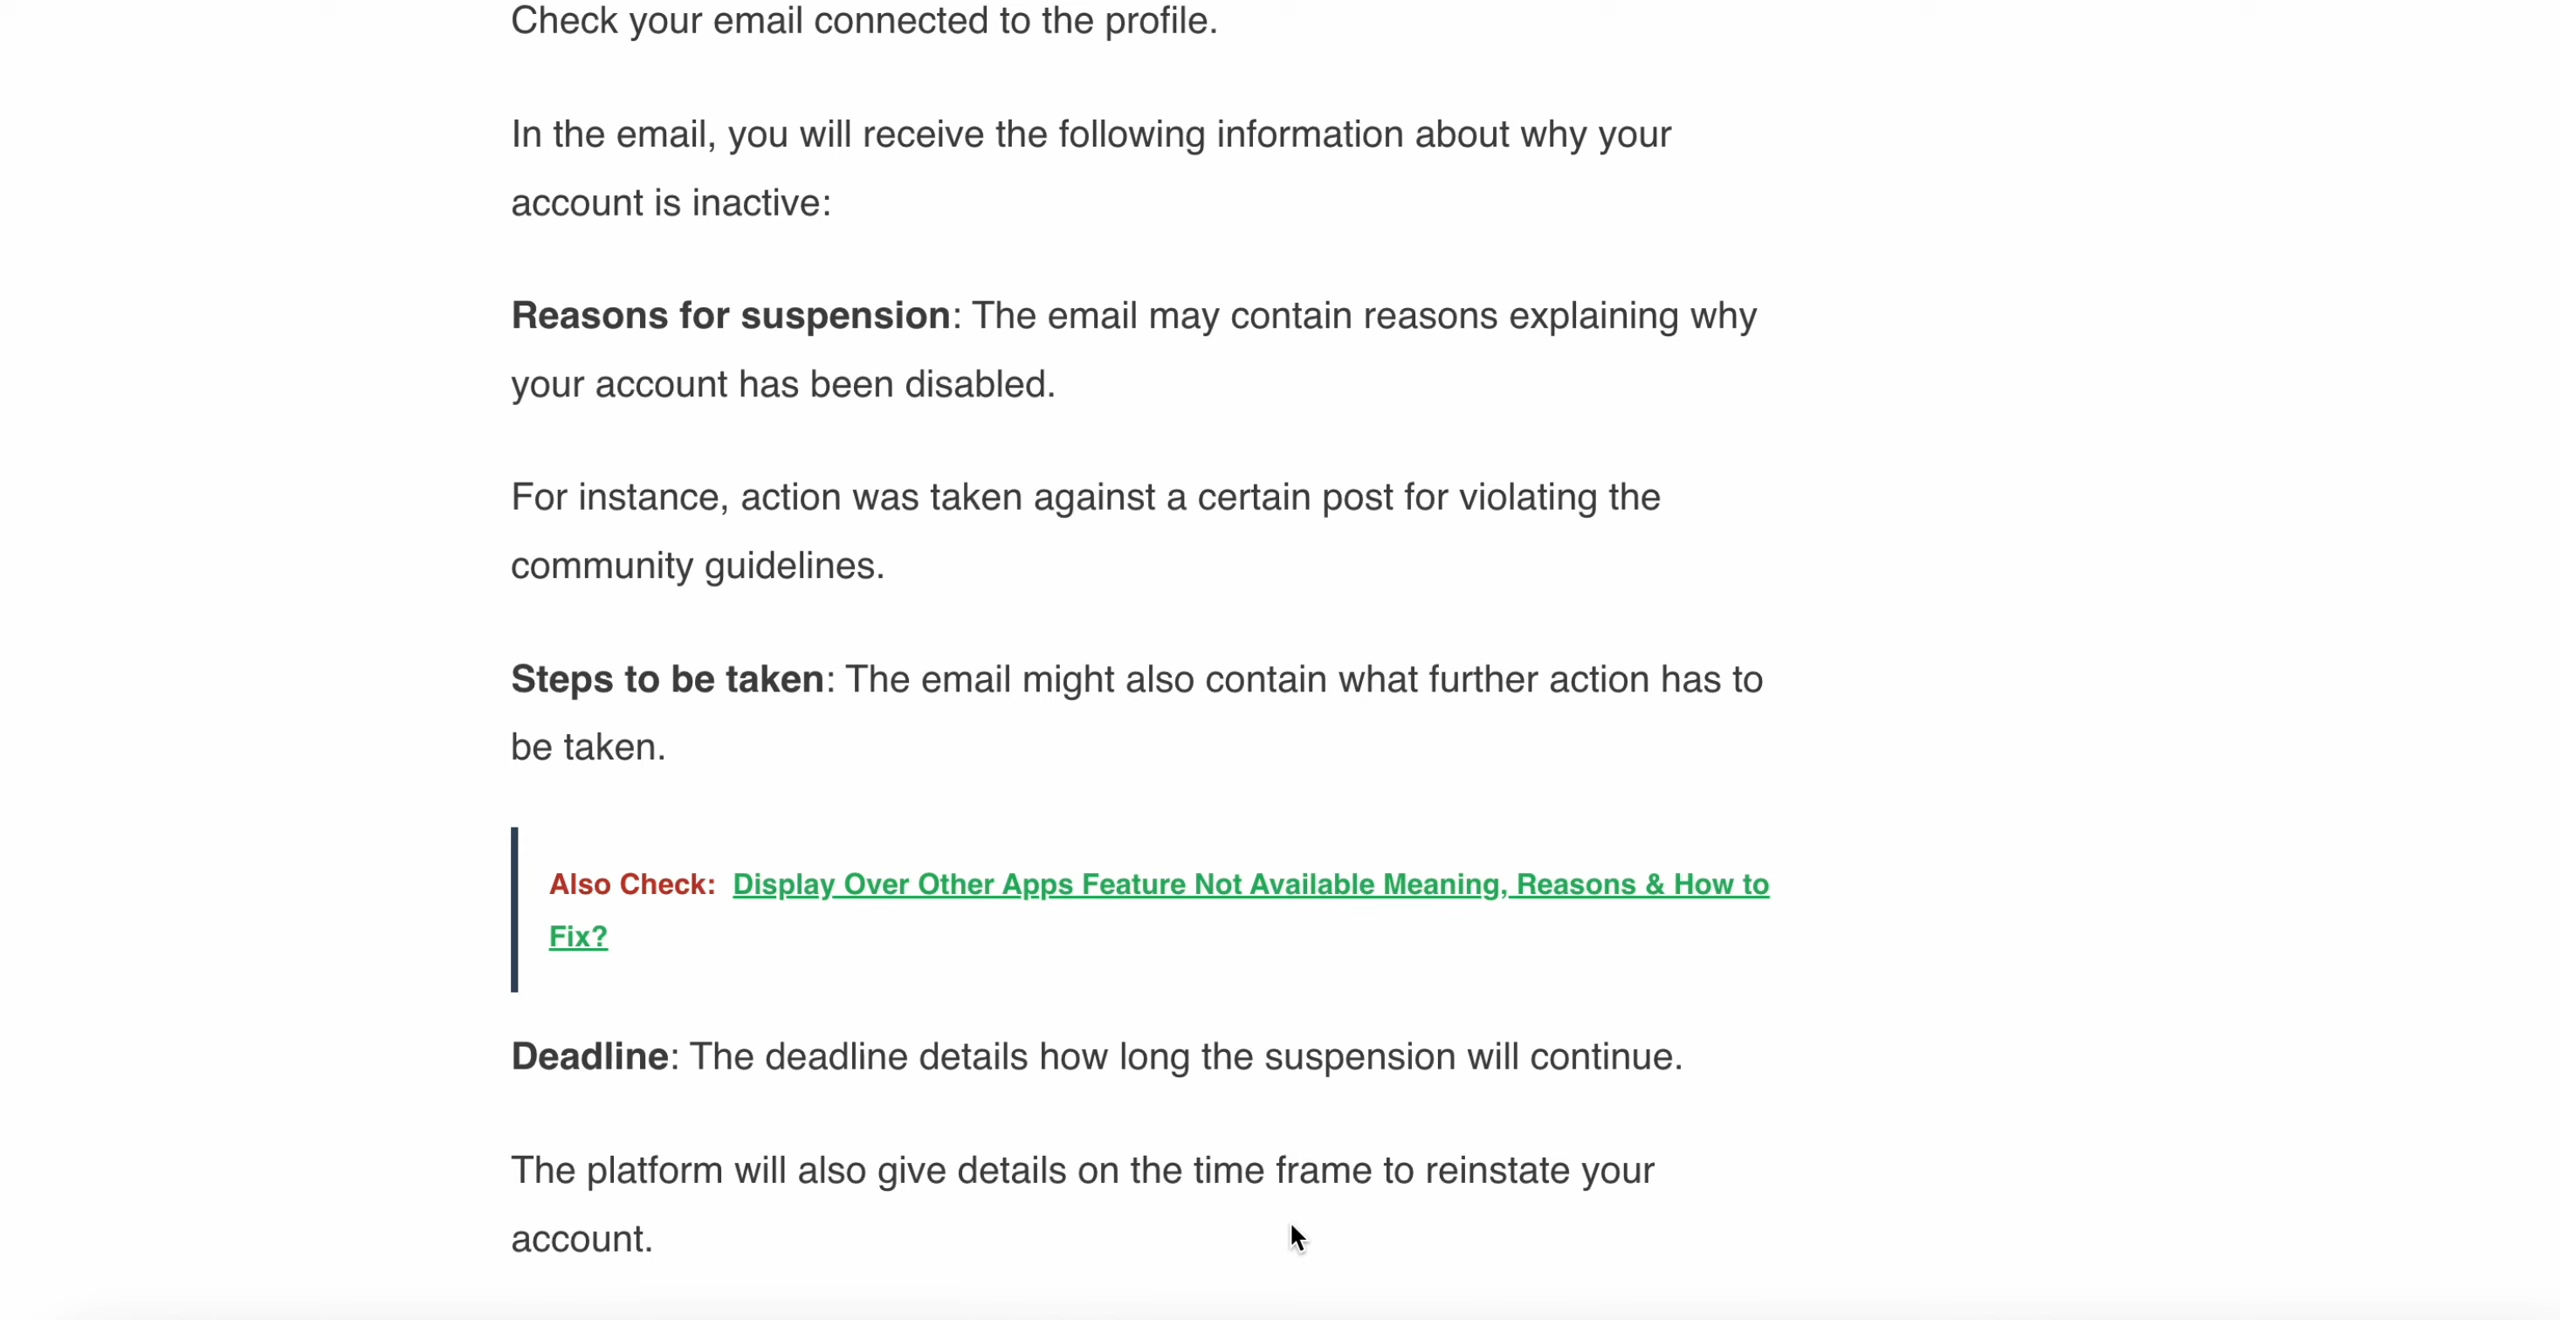 Check your email connected to the profile.
In the email, you will receive the following information about why your
account is inactive:
Reasons for suspension: The email may contain reasons explaining why
your account has been disabled.
For instance, action was taken against a certain post for violating the
community guidelines.
Steps to be taken: The email might also contain what further action has to
be taken.
Also Check: Display Over Other Apps Feature Not Available Meaning, Reasons & How to
Fix?
Deadline: The deadline details how long the suspension will continue.
The platform will also give details on the time frame to reinstate your
account.